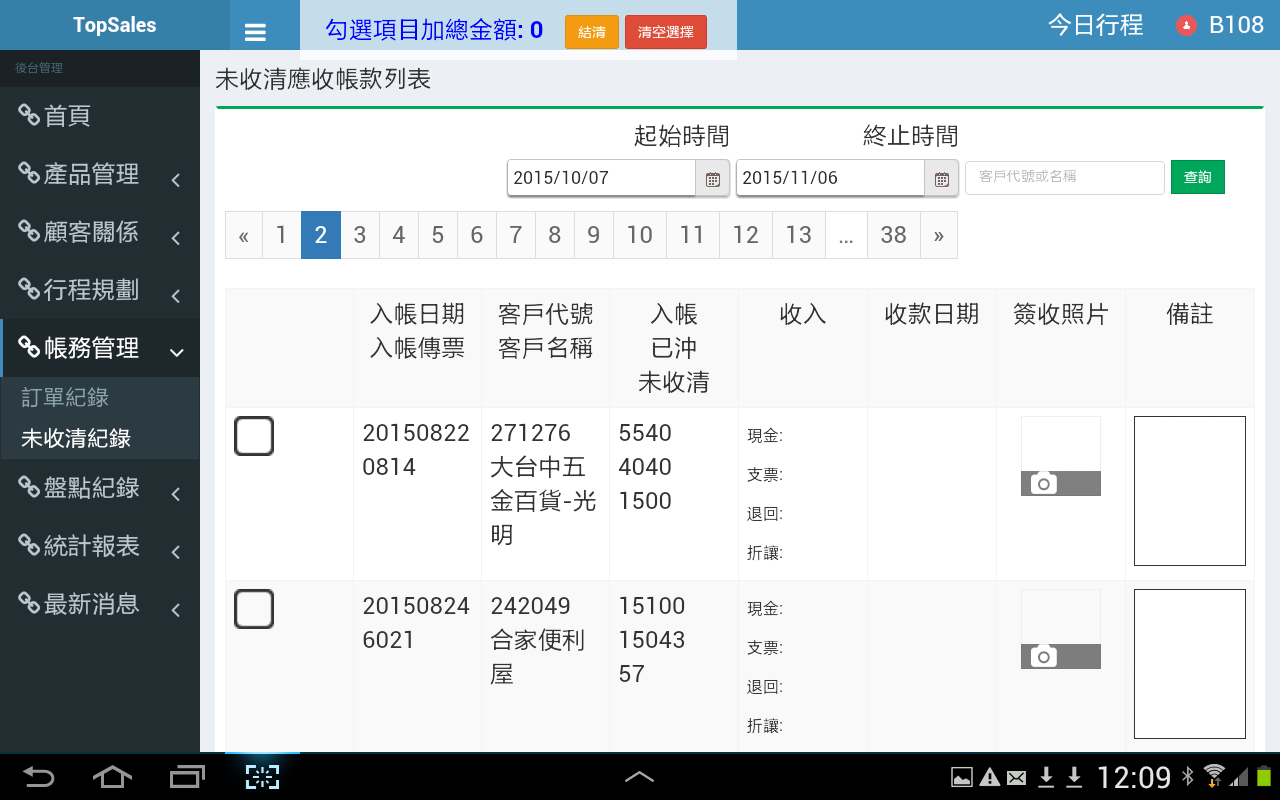 TopSales
勾選項目加總金額: 0
結清
清空選擇
今日行程
B108
後台管理
首頁
產品管理
顧客關係
行程規劃
帳務管理
訂單紀錄
未收清紀錄
盤點紀錄
統計報表
最新消息
未收清應收帳款列表
起始時間
終止時間
2015/10/07
2015/11/06
客戶代號或名稱
查詢
« 1 2 3 4 5 6 7 8 9 10 11 12 13 ... 38 »
入帳日期
入帳傳票
客戶代號
客戶名稱
入帳
已沖
未收清
收入
收款日期
簽收照片
備註
20150822
0814
271276
大台中五
金百貨-光
明
5540
4040
1500
現金:
支票:
退回:
折讓:
20150824
6021
242049
合家便利
屋
15100
15043
57
現金:
支票:
退回:
折讓:
12:09